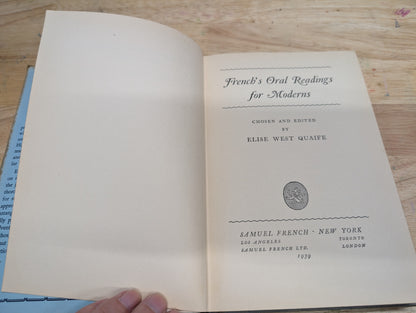 French's Oral Readings
for Moderns
CHOSEN AND EDITED
BY
ELISE WEST QUAIFE
SAMUEL FRENCH · NEW YORK
LOS ANGELES TORONTO
SAMUEL FRENCH LTD. LONDON
1939